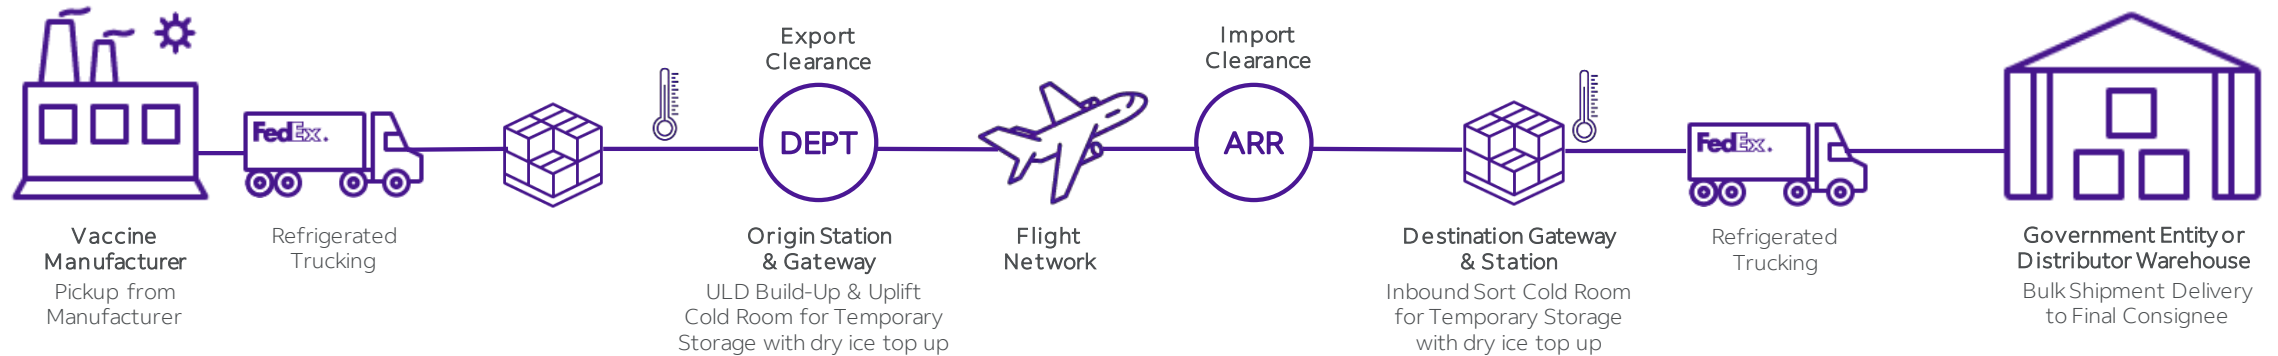 Vaccine
Manufacturer
Pickup from
Manufacturer
FedEx.
Refrigerated
Trucking
Export
Clearance
DEPT
Origin Station
& Gateway
ULD Build-Up & Uplift
Cold Room for Temporary
Storage with dry ice top up
Flight
Network
Import
Clearance
ARR
Destination Gateway
& Station
Inbound Sort Cold Room
for Temporary Storage
with dry ice top up
FedEx.
Refrigerated
Trucking
Government Entity or
Distributor Warehouse
Bulk Shipment Delivery
to Final Consignee